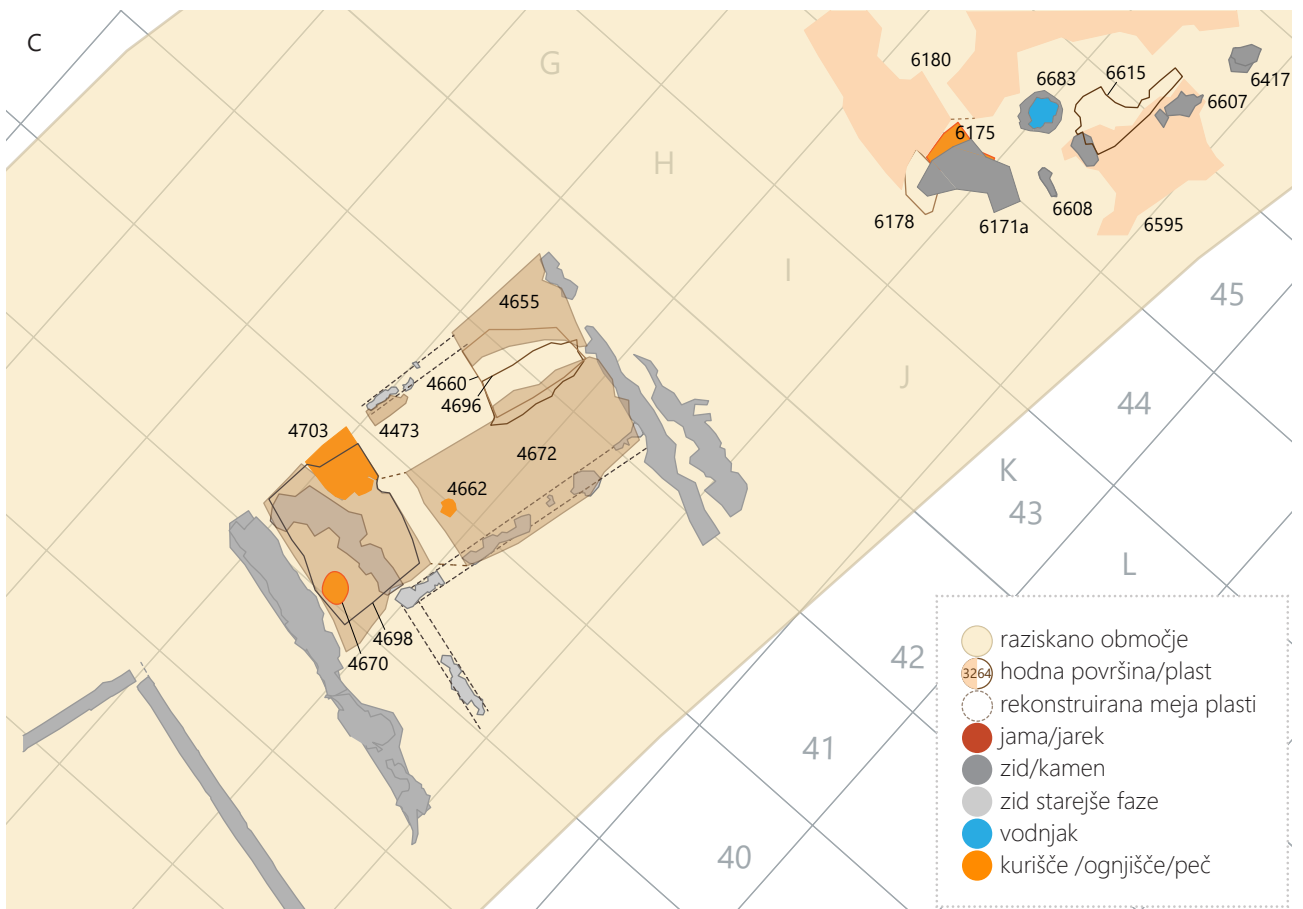 C
G
6180
6683
6615
6417
6607
H
6175
6178
6171a
6608
6595
I
45
4655
J
44
4660
4696
4703
4473
4672
K
43
4662
L
4698
4670
42
41
40
raziskano območje
3264 hodna površina/plast
rekonstruirana meja plasti
jama/jarek
zid/kamen
zid starejše faze
vodnjak
kurišče /ognjišče/peč